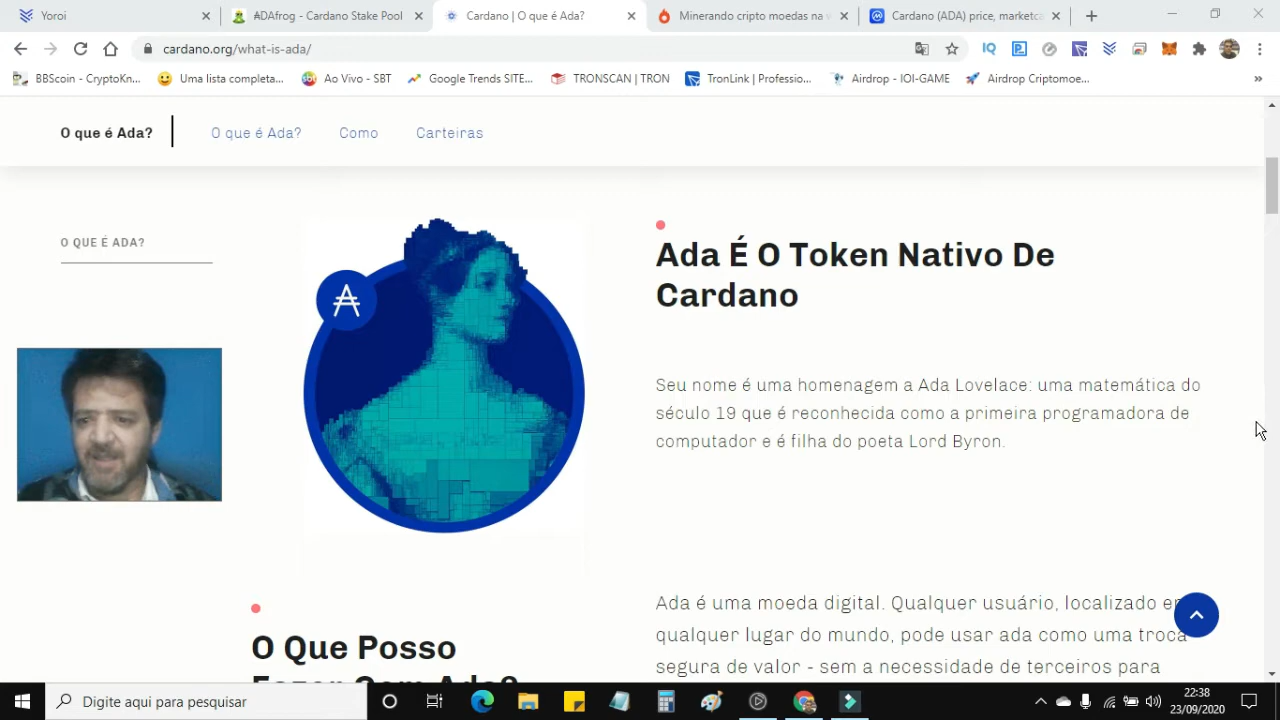 Yoroi
₳DAfrog - Cardano Stake Pool
Cardano | O que é Ada?
Minerando cripto moedas na
Cardano (ADA) price, marketca
cardano.org/what-is-ada/
BBScoin - CryptoKn...
Uma lista completa...
Ao Vivo - SBT
Google Trends SITE...
TRONSCAN | TRON
TronLink | Professio...
Airdrop - IOI-GAME
Airdrop Criptomoe...
O que é Ada?
O que é Ada?
Como
Carteiras
O QUE É ADA?
Ada É O Token Nativo De
Cardano
Seu nome é uma homenagem a Ada Lovelace: uma matemática do
século 19 que é reconhecida como a primeira programadora de
computador e é filha do poeta Lord Byron.
O Que Posso
Fazer Com Ada?
Ada é uma moeda digital. Qualquer usuário, localizado em
qualquer lugar do mundo, pode usar ada como uma troca
segura de valor - sem a necessidade de terceiros para
Digite aqui para pesquisar
22:38
23/09/2020